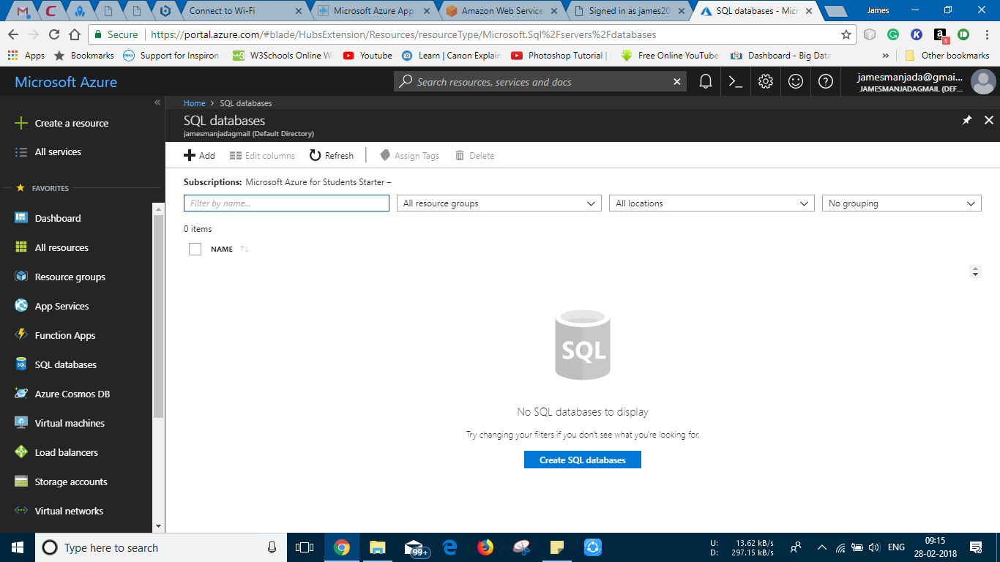 Connect to Wi-Fi
Microsoft Azure App
Amazon Web Service
Signed in as james20
SQL databases - Micr
James
Secure
https://portal.azure.com/#blade/HubsExtension/Resources/resourceType/Microsoft.Sql%2Fservers%2Fdatabases
Apps
Bookmarks
Support for Inspiron
W3Schools Online W
Youtube
Learn | Canon Explain
Photoshop Tutorial |
Free Online YouTube
Dashboard - Big Data
»
Other bookmarks
Microsoft Azure
Search resources, services and docs
jamesmanjada@gmai...
JAMESMANJADAGMAIL (DEF...
Home > SQL databases
SQL databases
jamesmanjadagmail (Default Directory)
Create a resource
All services
FAVORITES
Dashboard
All resources
Resource groups
App Services
Function Apps
SQL databases
Azure Cosmos DB
Virtual machines
Load balancers
Storage accounts
Virtual networks
Add
Edit columns
Refresh
Assign Tags
Delete
Subscriptions: Microsoft Azure for Students Starter –
Filter by name...
All resource groups
All locations
No grouping
0 items
NAME
SQL
No SQL databases to display
Try changing your filters if you don't see what you're looking for.
Create SQL databases
Type here to search
99+
U: 13.62 kB/s
D: 297.15 kB/s
ENG
09:15
28-02-2018